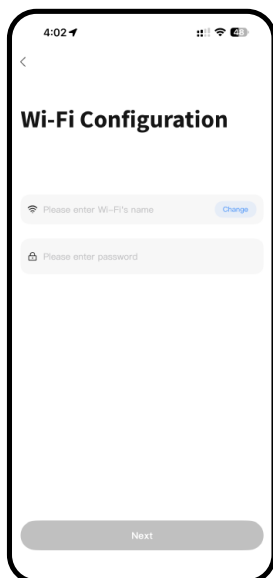 4:02
48
Wi-Fi Configuration
Please enter Wi-Fi's name
Change
Please enter password
Next